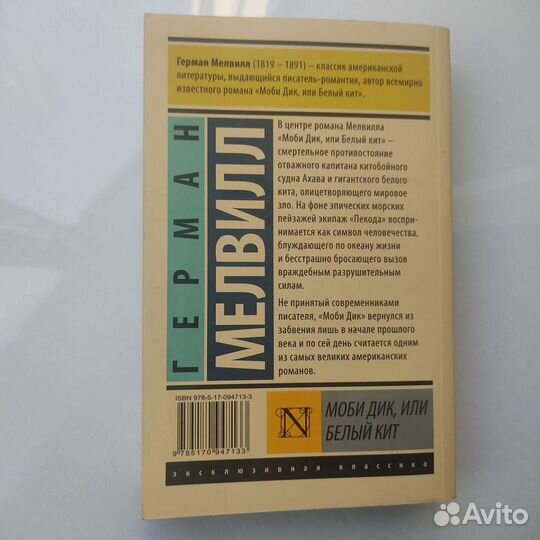 Герман Мелвилл (1819 – 1891) – классик американской
литературы, выдающийся писатель-романтик, автор всемирно
известного романа «Моби Дик, или Белый кит».
ГЕРМАН
МЕЛВИЛЛ
В центре романа Мелвилла
«Моби Дик, или Белый кит» –
смертельное противостояние
отважного капитана китобойного
судна Ахава и гигантского белого
кита, олицетворяющего мировое
зло. На фоне эпических морских
пейзажей экипаж «Пекода» воспри-
нимается как символ человечества,
блуждающего по океану жизни
и бесстрашно бросающего вызов
враждебным разрушительным
силам.
Не принятый современниками
писателя, «Моби Дик» вернулся из
забвения лишь в начале прошлого
века и по сей день считается одним
из самых великих американских
романов.
ISBN 978-5-17-094713-3
9 785170 947133
N
МОБИ ДИК, ИЛИ
БЕЛЫЙ КИТ
эксклюзивная классика
Avito